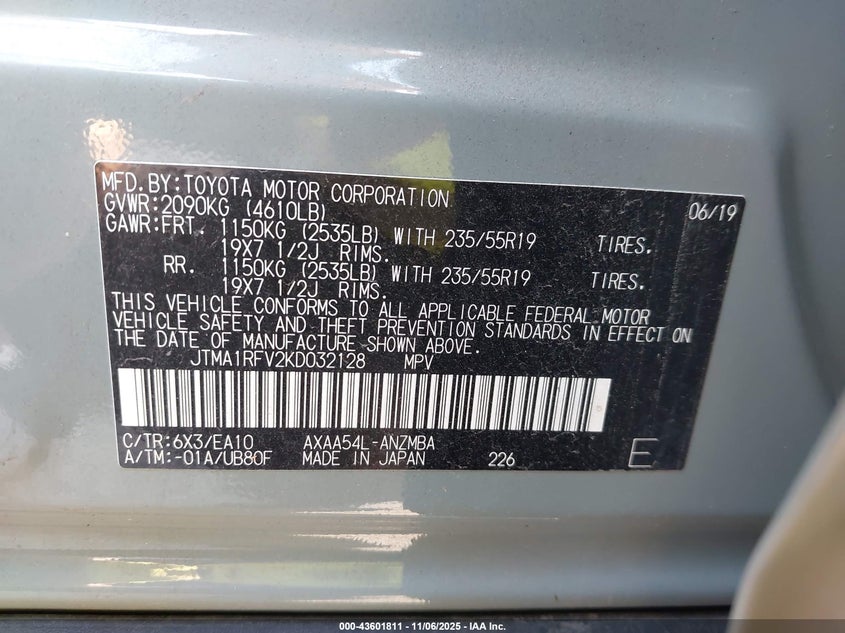 MFD.BY:TOYOTA MOTOR CORPORATION 06/19
GVWR:2090KG (4610LB)
GAWR:FRT. 1150KG (2535LB) WITH 235/55R19 TIRES.
19X7 1/2J RIMS.
RR. 1150KG (2535LB) WITH 235/55R19 TIRES.
19X7 1/2J RIMS.
THIS VEHICLE CONFORMS TO ALL APPLICABLE FEDERAL MOTOR
VEHICLE SAFETY AND THEFT PREVENTION STANDARDS IN EFFECT ON
THE DATE OF MANUFACTURE SHOWN ABOVE.
JTMA1RFV2KD032128 MPV
C/TR:6X3/EA10 AXAA54L-ANZMBA
A/TM:-01A/UB80F MADE IN JAPAN 226 E
000-43601811 - 11/06/2025 - IAA Inc.